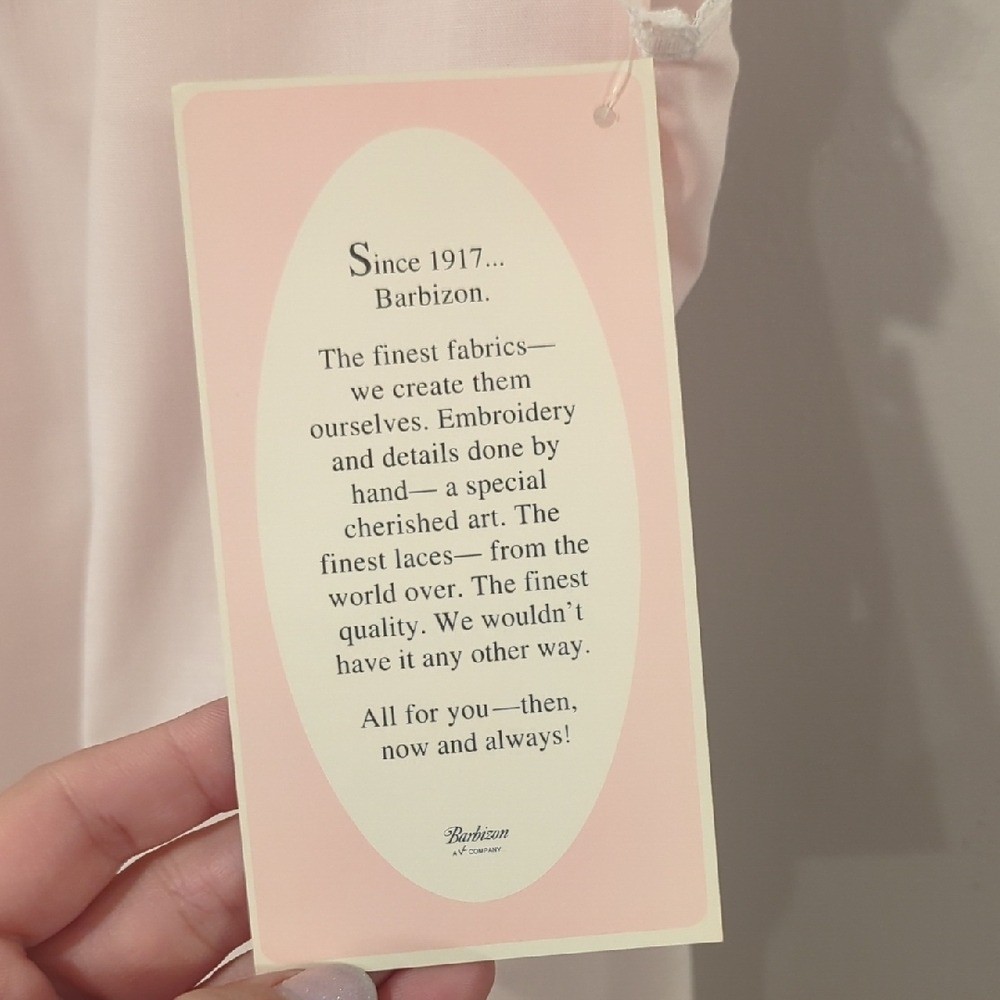 Since 1917...
Barbizon.
The finest fabrics—
we create them
ourselves. Embroidery
and details done by
hand— a special
cherished art. The
finest laces— from the
world over. The finest
quality. We wouldn't
have it any other way.
All for you—then,
now and always!
Barbizon
A VF COMPANY